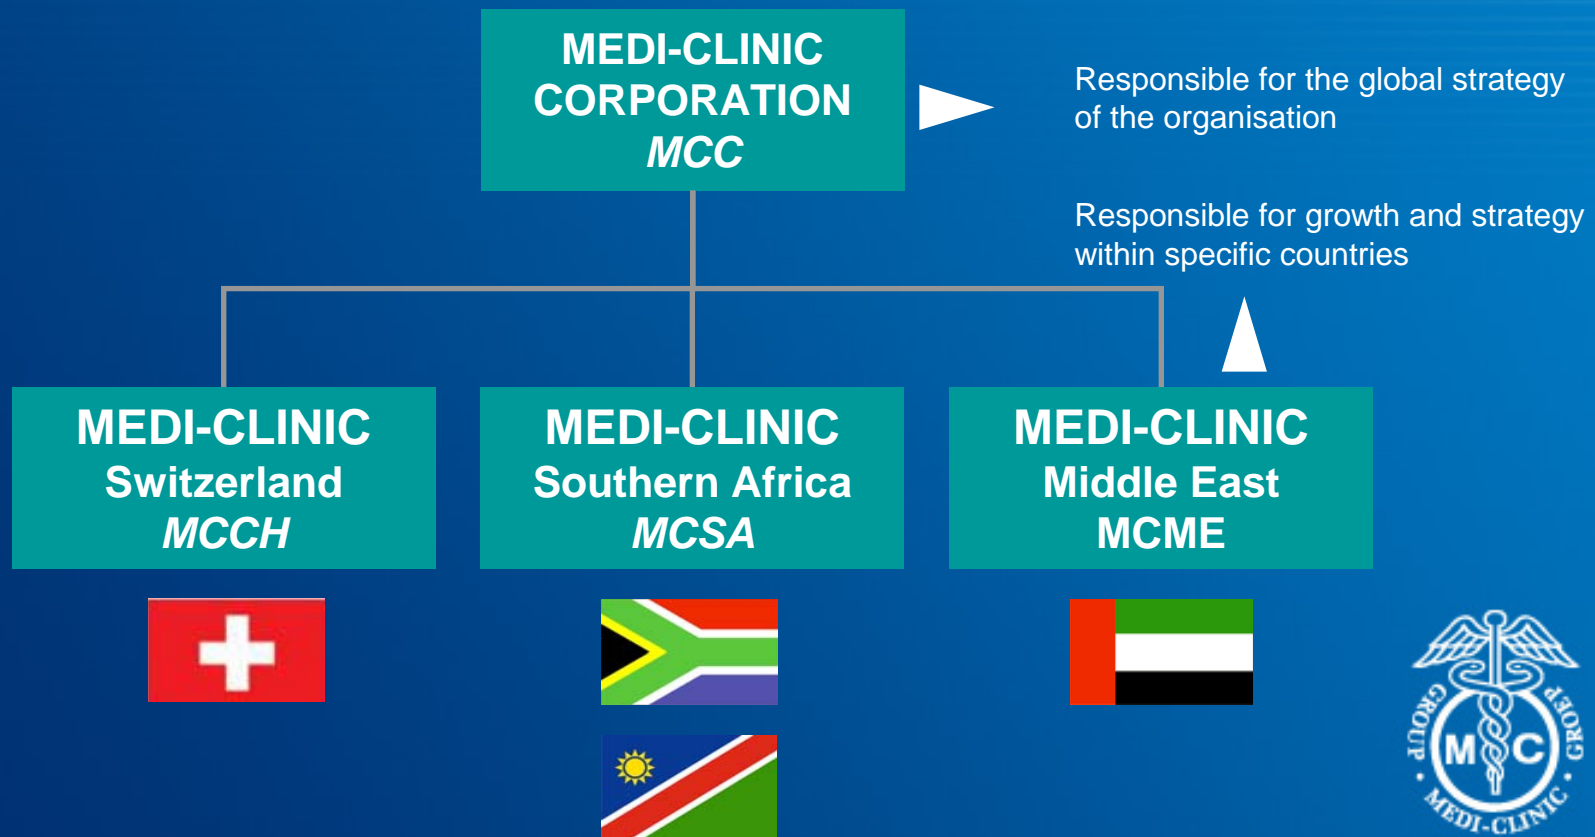 MEDI-CLINIC
CORPORATION
MCC
Responsible for the global strategy
of the organisation
Responsible for growth and strategy
within specific countries
MEDI-CLINIC
Switzerland
MCCH
MEDI-CLINIC
Southern Africa
MCSA
MEDI-CLINIC
Middle East
MCME
GROUP · MEDI-CLINIC · GROEP
M C